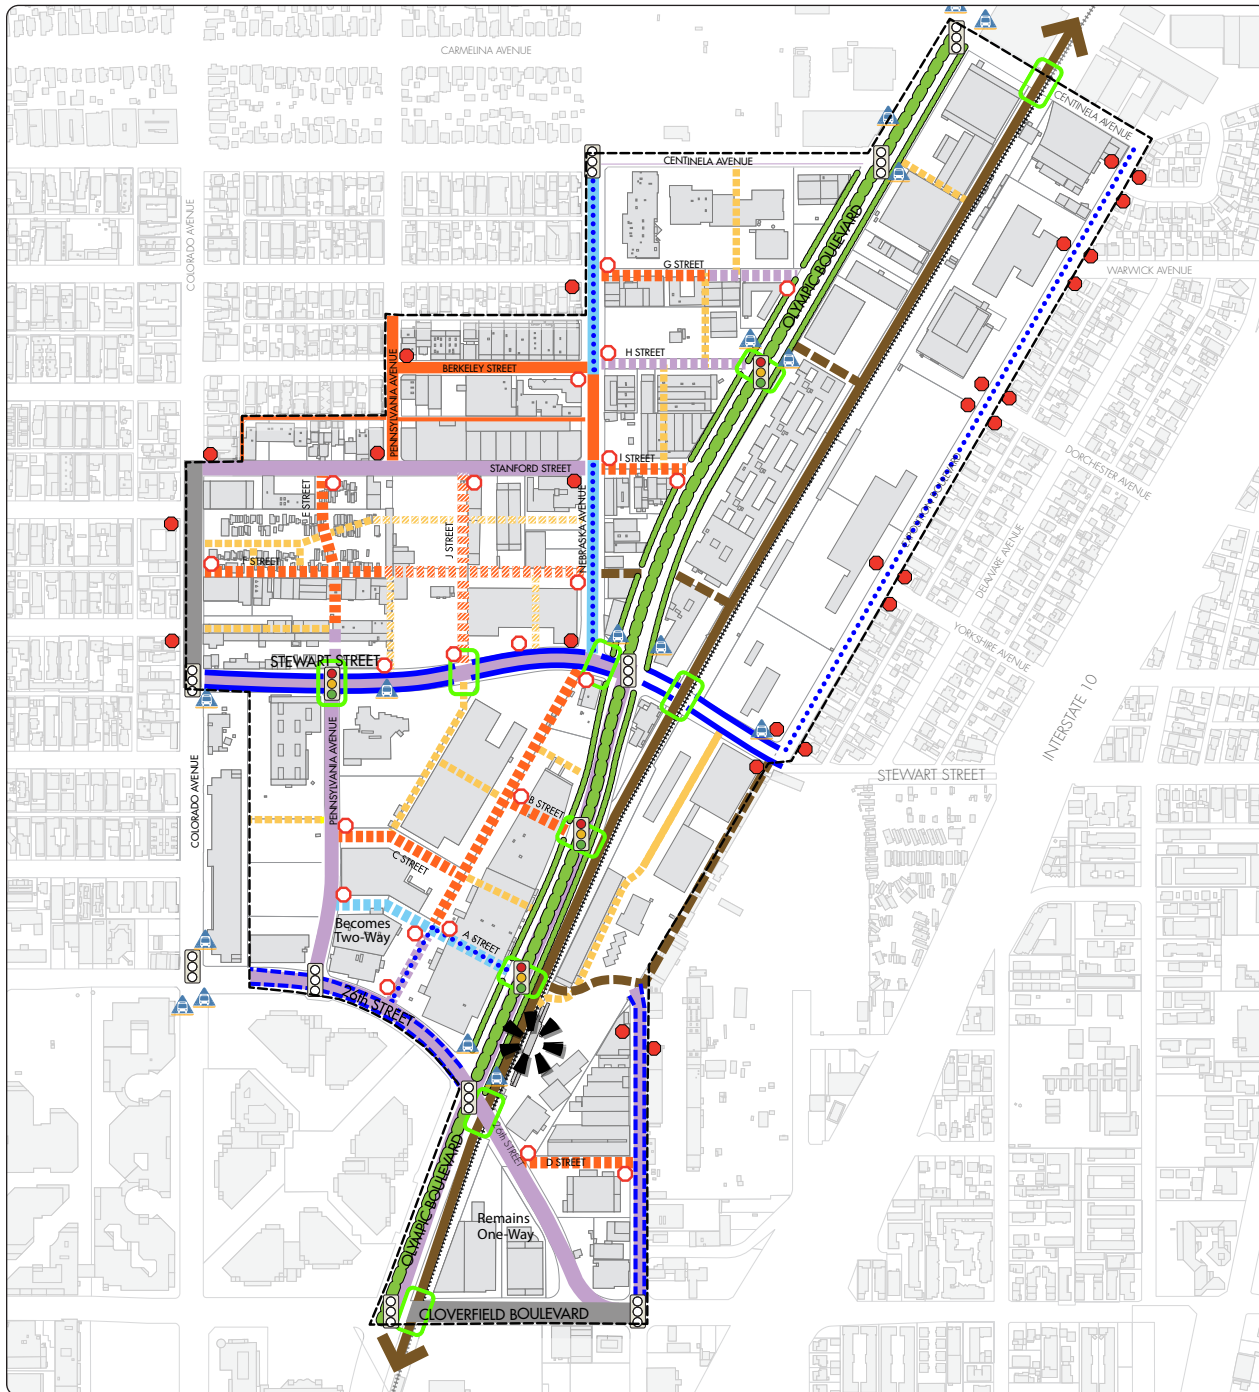 CARMELINA AVENUE
CENTINELA AVENUE
CENTINELA AVENUE
COLORADO AVENUE
OLYMPIC BOULEVARD
G STREET
WARWICK AVENUE
H STREET
PENNSYLVANIA AVENUE
BERKELEY STREET
I STREET
STANFORD STREET
DORCHESTER AVENUE
E STREET
J STREET
NEBRASKA AVENUE
F STREET
DELAWARE AVENUE
YORKSHIRE AVENUE
STEWART STREET
INTERSTATE 10
STEWART STREET
PENNSYLVANIA AVENUE
COLORADO AVENUE
B STREET
C STREET
Becomes
Two-Way
A STREET
26th STREET
26th STREET
D STREET
OLYMPIC BOULEVARD
Remains
One-Way
CLOVERFIELD BOULEVARD